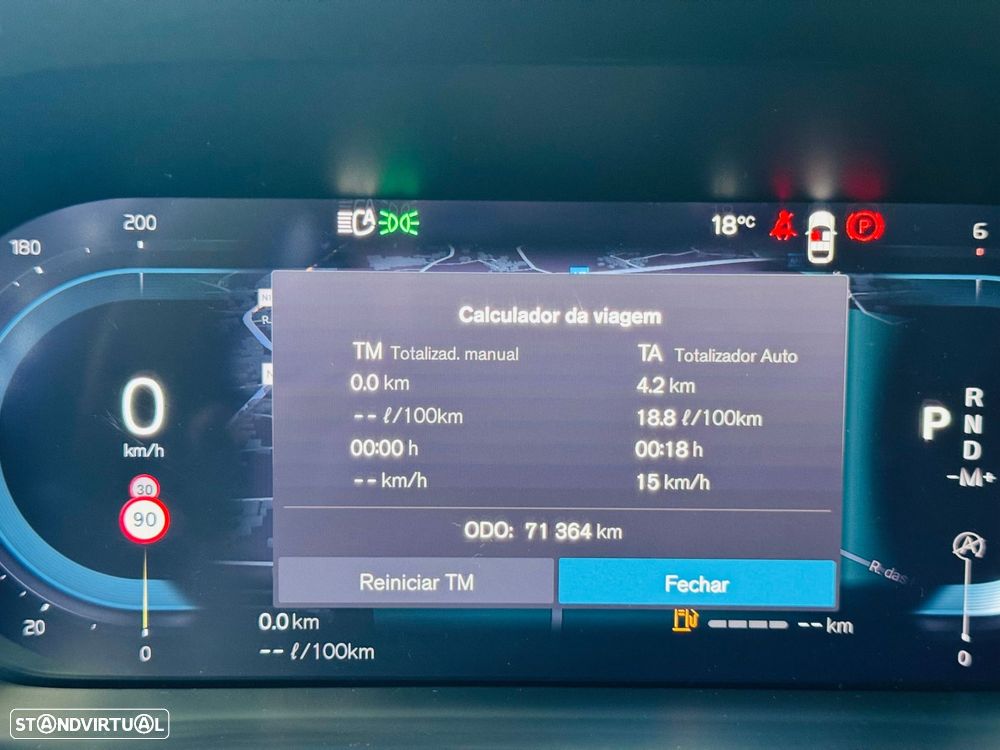 200
180
18°C
6
N1
R
N
Calculador da viagem
TM Totalizad. manual
TA Totalizador Auto
0.0 km
4.2 km
-- ℓ/100km
18.8 ℓ/100km
00:00 h
00:18 h
-- km/h
15 km/h
ODO: 71 364 km
Reiniciar TM
Fechar
0
km/h
30
90
P
R
N
D
-M+
A
R. das
20
0
0.0 km
-- ℓ/100km
-- km
0
STANDVIRTUAL